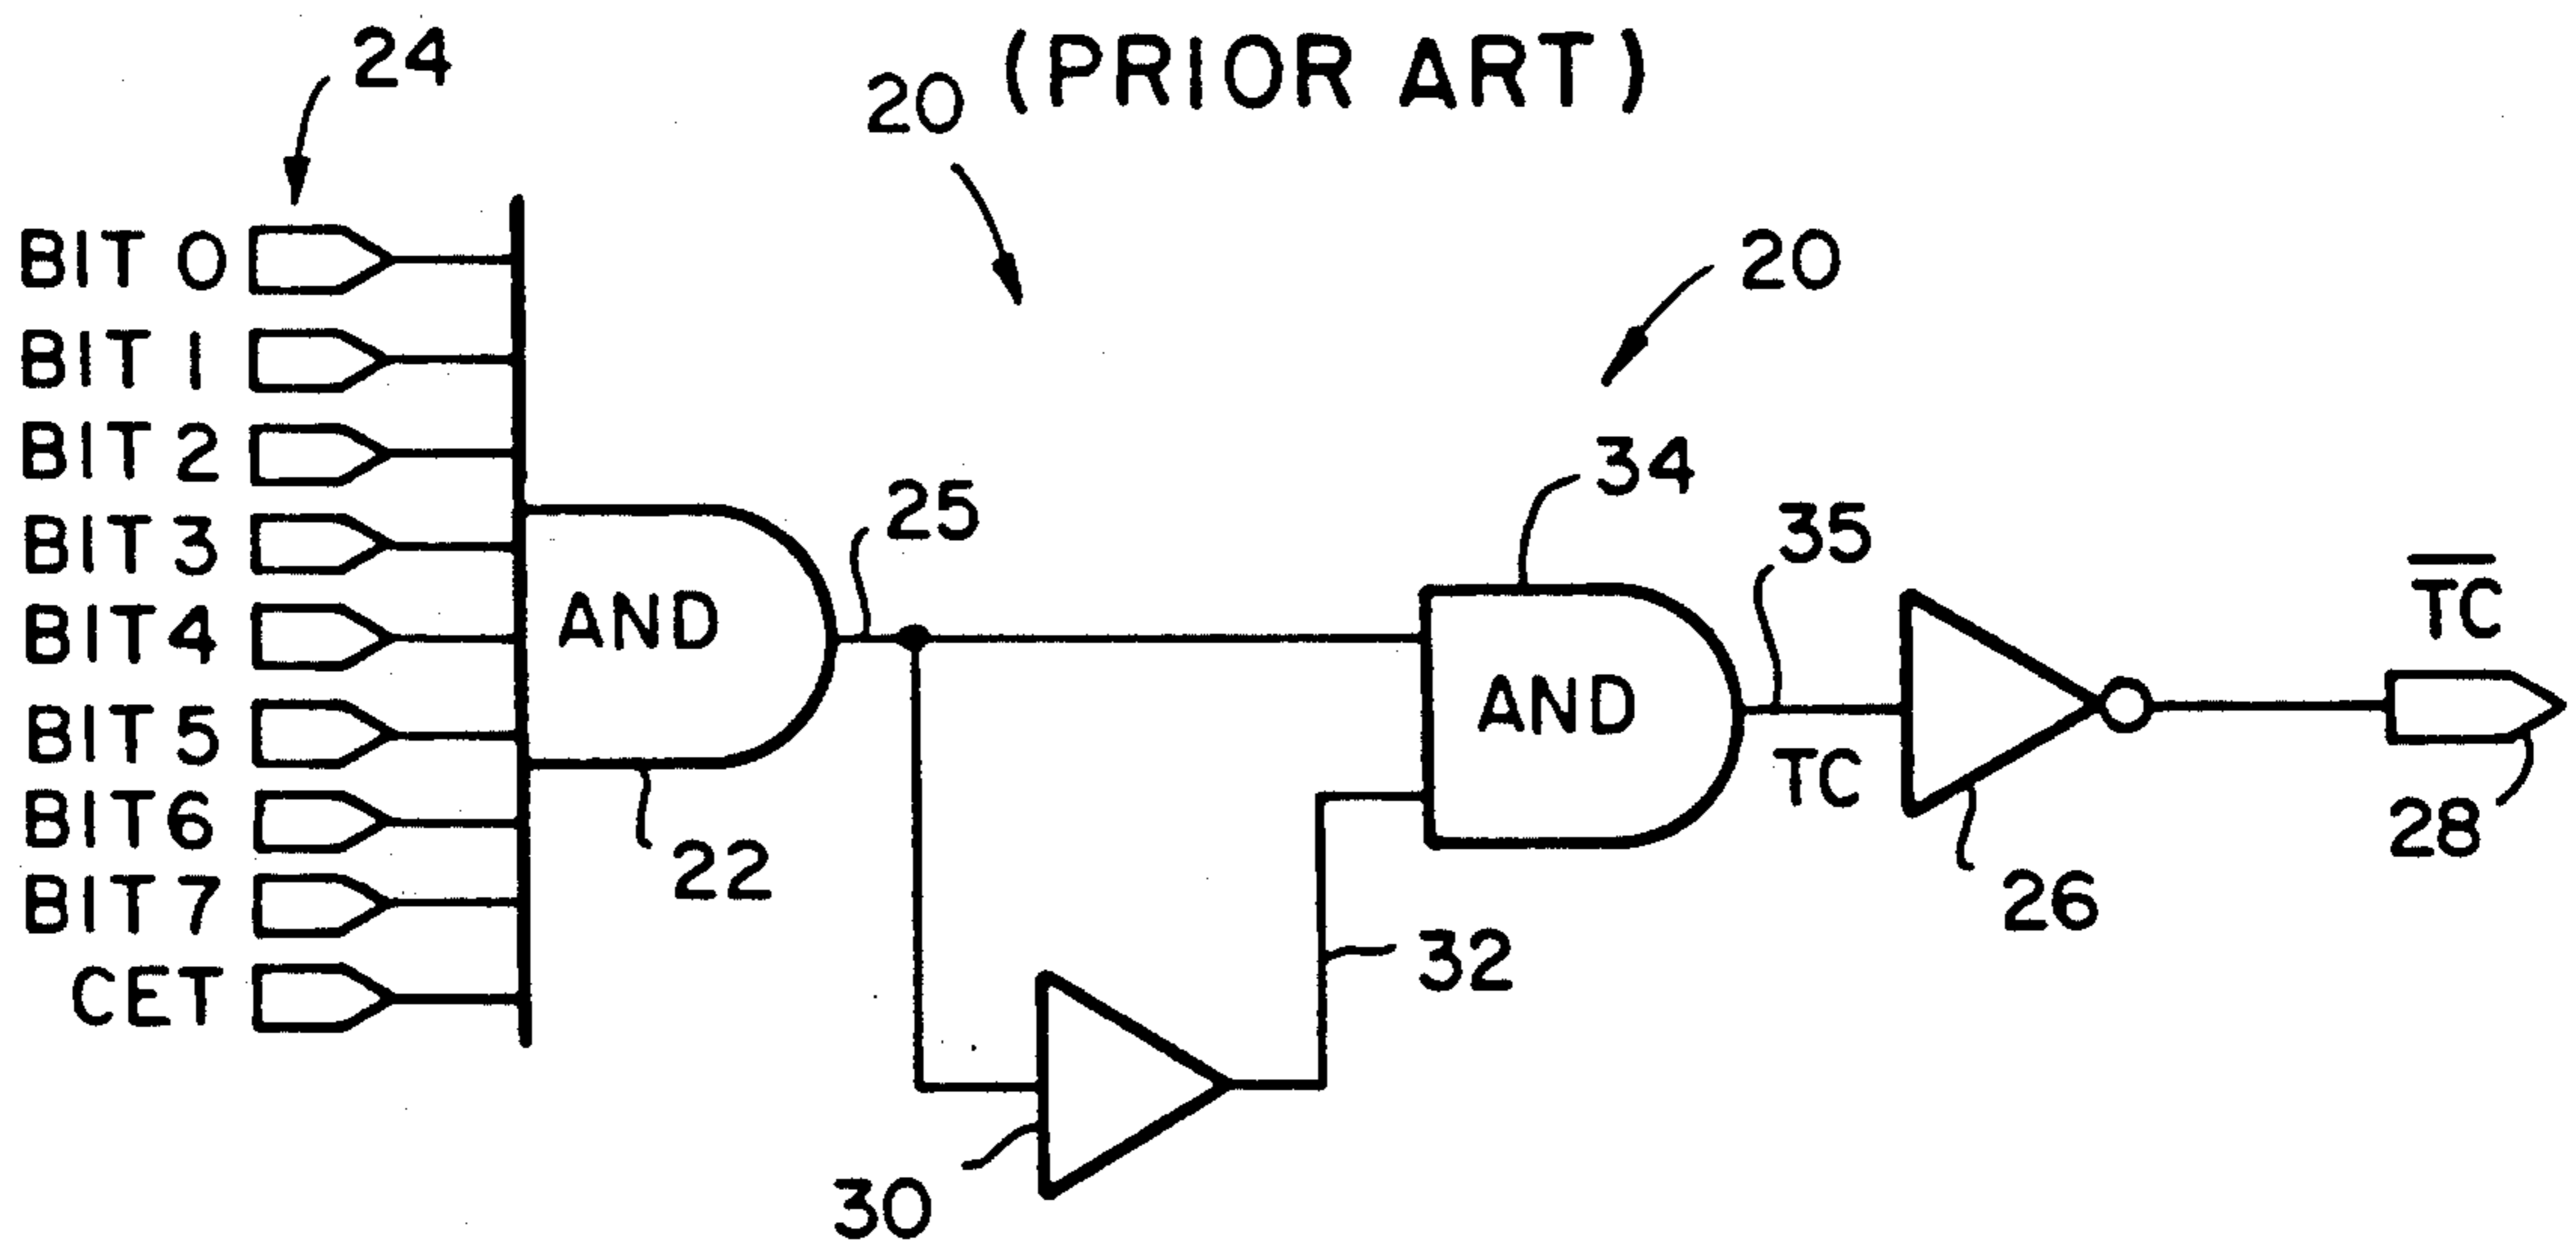 24
20 (PRIOR ART)
20
BIT 0
BIT 1
BIT 2
BIT 3
BIT 4
BIT 5
BIT 6
BIT 7
CET
AND
22
25
30
32
34
AND
35
TC
26
T̅C̅
28